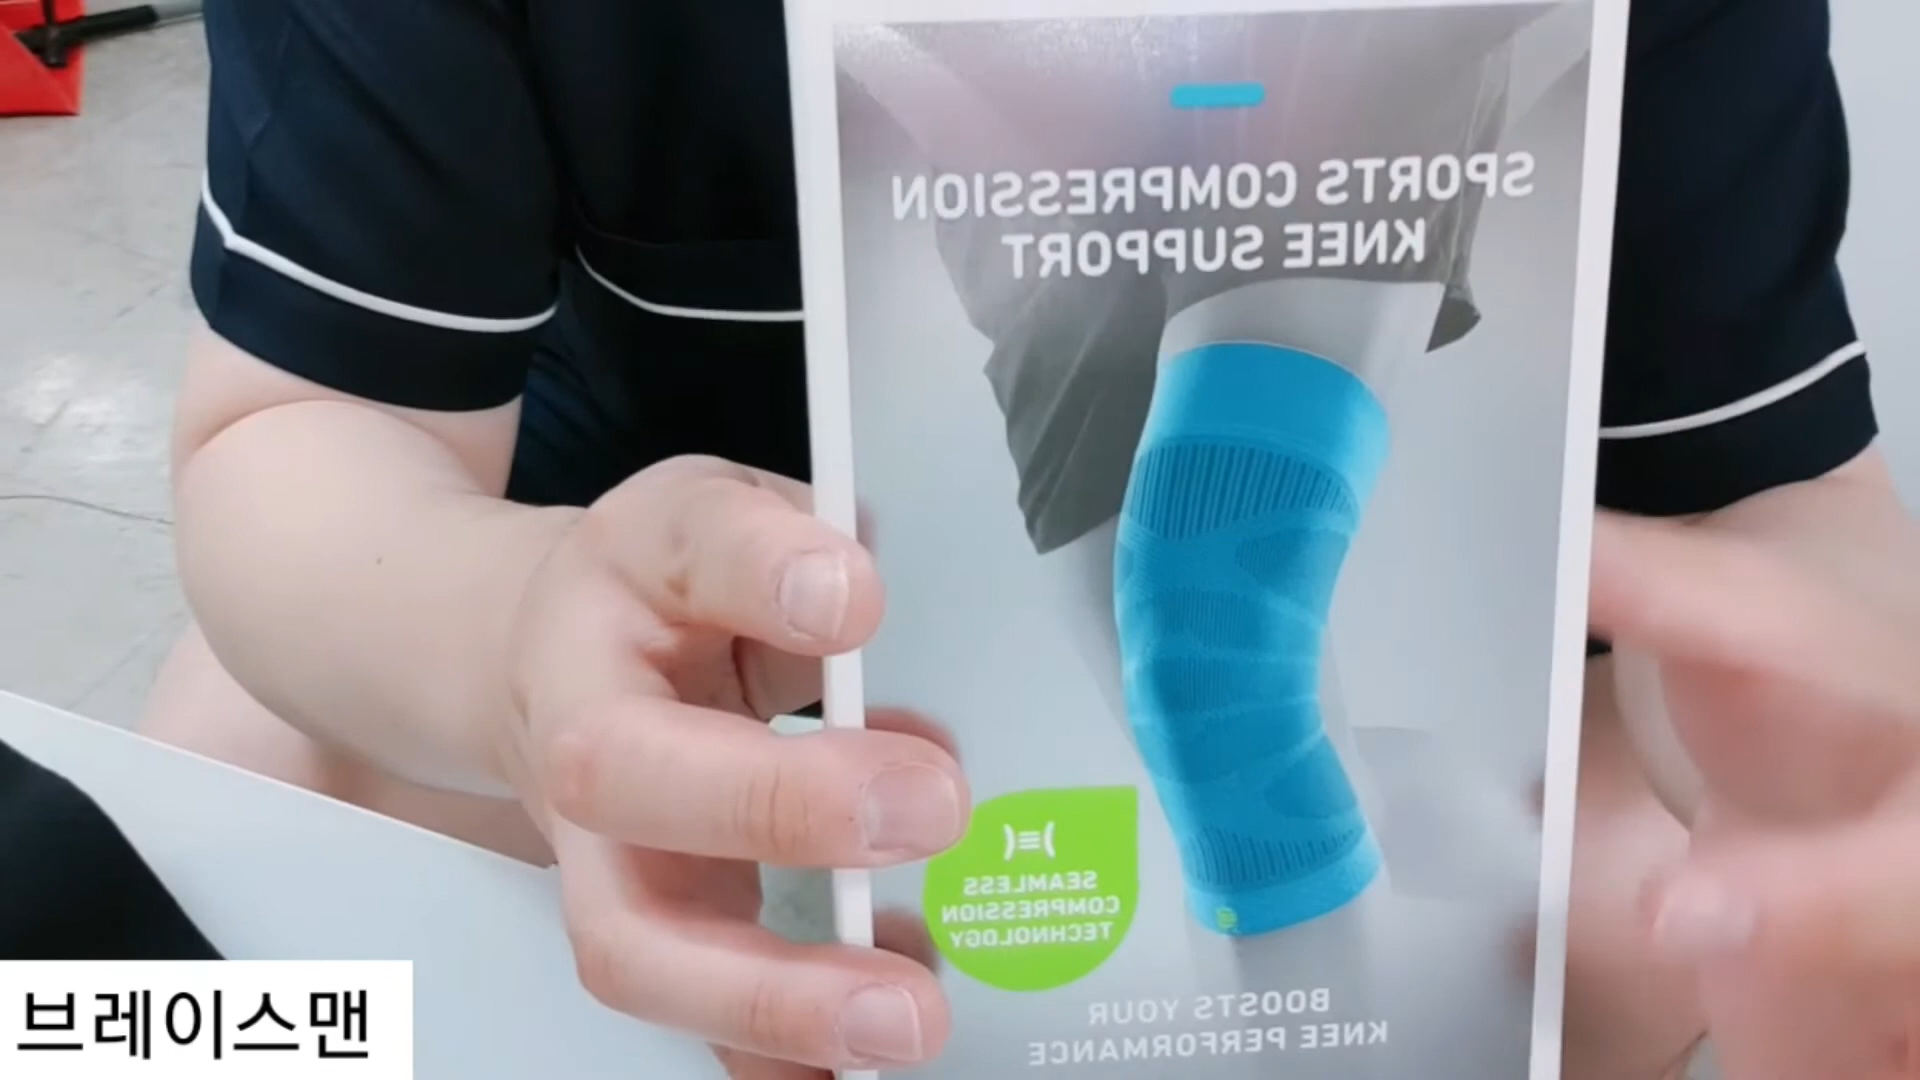 SPORTS COMPRESSION
KNEE SUPPORT
SEAMLESS
COMPRESSION
TECHNOLOGY
BOOSTS YOUR
KNEE PERFORMANCE
브레이스맨